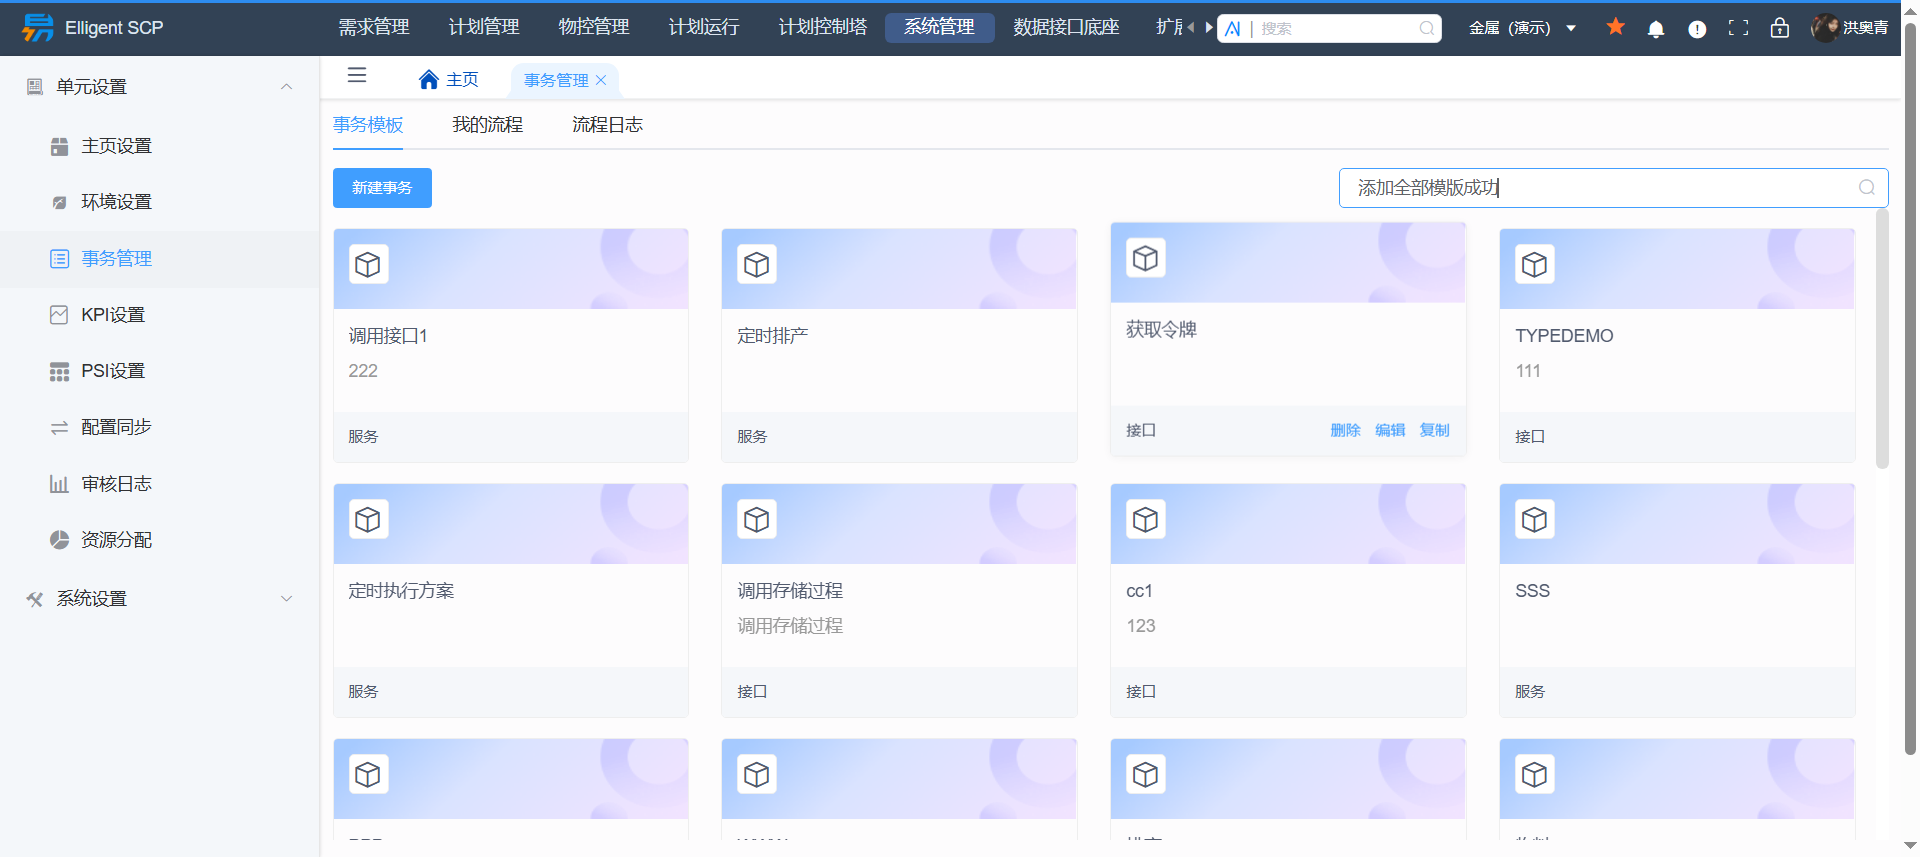 Elligent SCP
需求管理
计划管理
物控管理
计划运行
计划控制塔
系统管理
数据接口底座
搜索
金属（演示）
洪奥青
单元设置
主页设置
环境设置
事务管理
KPI设置
PSI设置
配置同步
审核日志
资源分配
系统设置
主页
事务管理
事务模板
我的流程
流程日志
新建事务
添加全部模版成功
调用接口1
222
服务
定时排产
服务
获取令牌
接口
删除
编辑
复制
TYPEDEMO
111
接口
定时执行方案
服务
调用存储过程
调用存储过程
接口
cc1
123
接口
SSS
服务